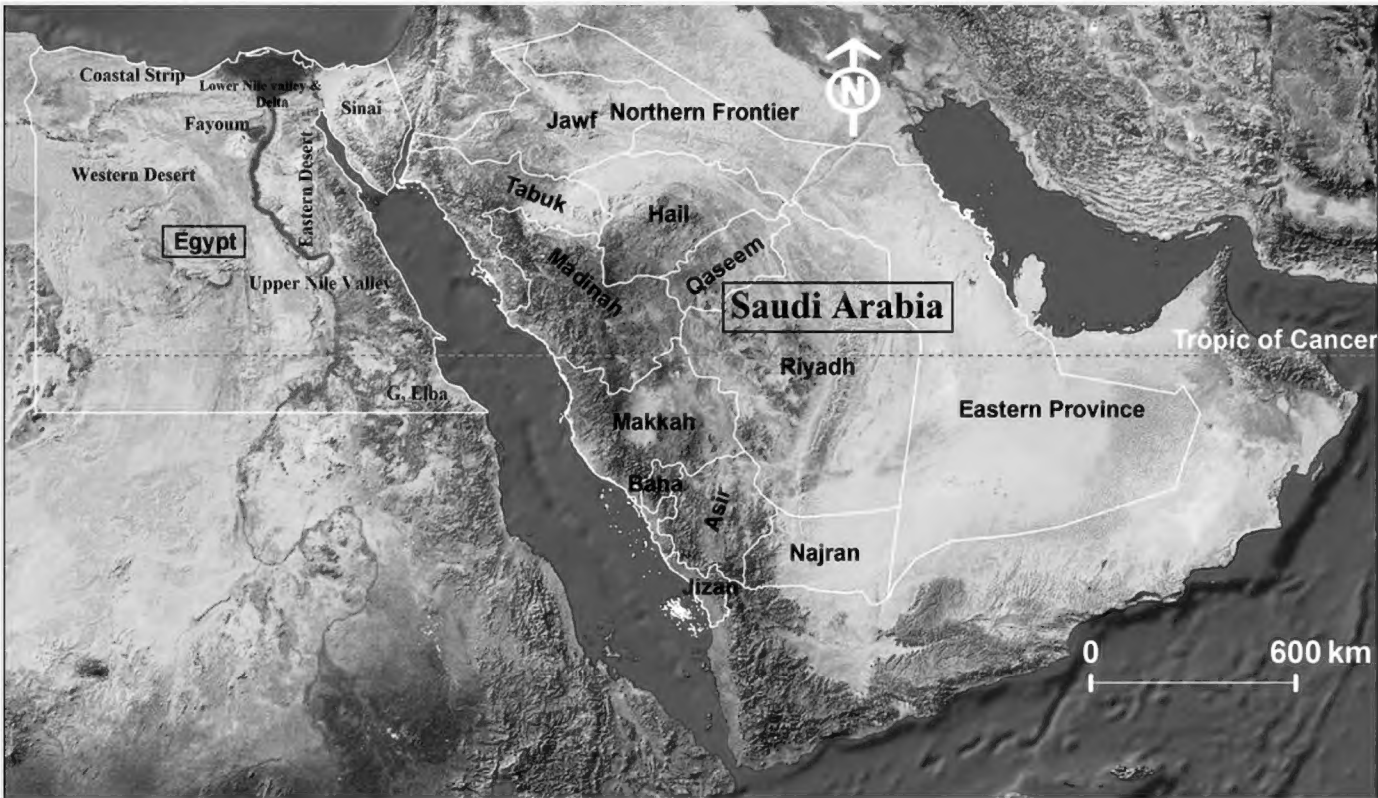 Coastal Strip
Lower Nile valley &
Delta
Sinai
Fayoum
Western Desert
Eastern Desert
Egypt
Upper Nile Valley
G. Elba
N
Northern Frontier
Jawf
Tabuk
Hail
Qaseem
Madinah
Saudi Arabia
Tropic of Cancer
Riyadh
Eastern Province
Makkah
Baha
Asir
Najran
Jizan
0 600 km